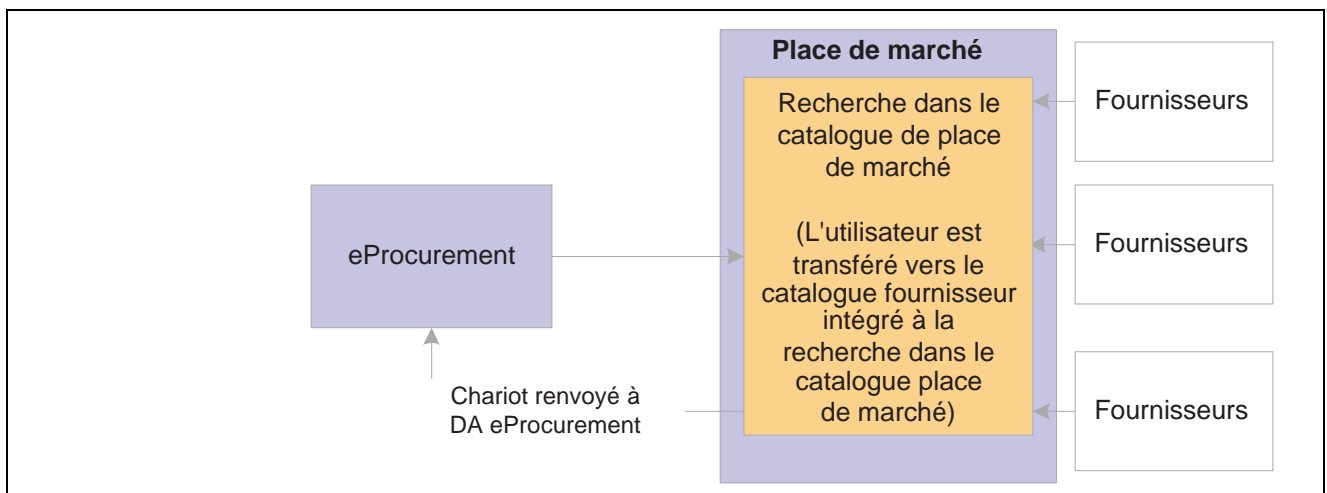 Place de marché
Recherche dans le
catalogue de place
de marché
(L'utilisateur est
transféré vers le
catalogue fournisseur
intégré à la
recherche dans le
catalogue place
de marché)
eProcurement
Chariot renvoyé à
DA eProcurement
Fournisseurs
Fournisseurs
Fournisseurs